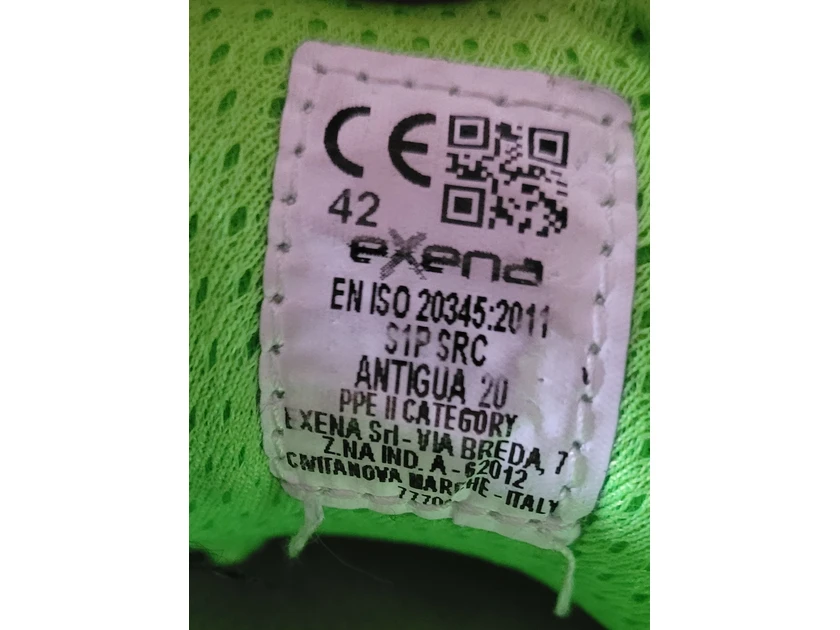 CE
42
exena
EN ISO 20345:2011
S1P SRC
ANTIGUA 20
PPE II CATEGORY
EXENA Srl - VIA BREDA, 7
Z.NA IND. A - 62012
CIVITANOVA MARCHE - ITALY